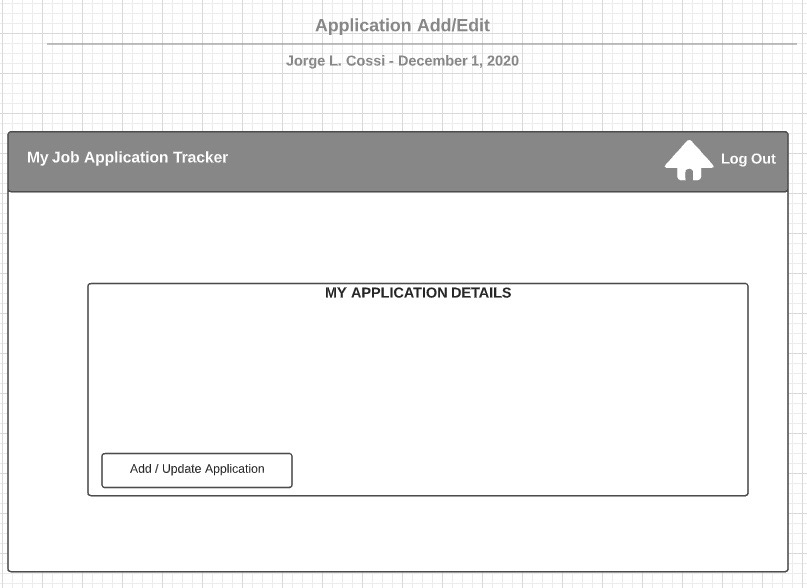 Application Add/Edit
Jorge L. Cossi - December 1, 2020
My Job Application Tracker
Log Out
MY APPLICATION DETAILS
Add / Update Application